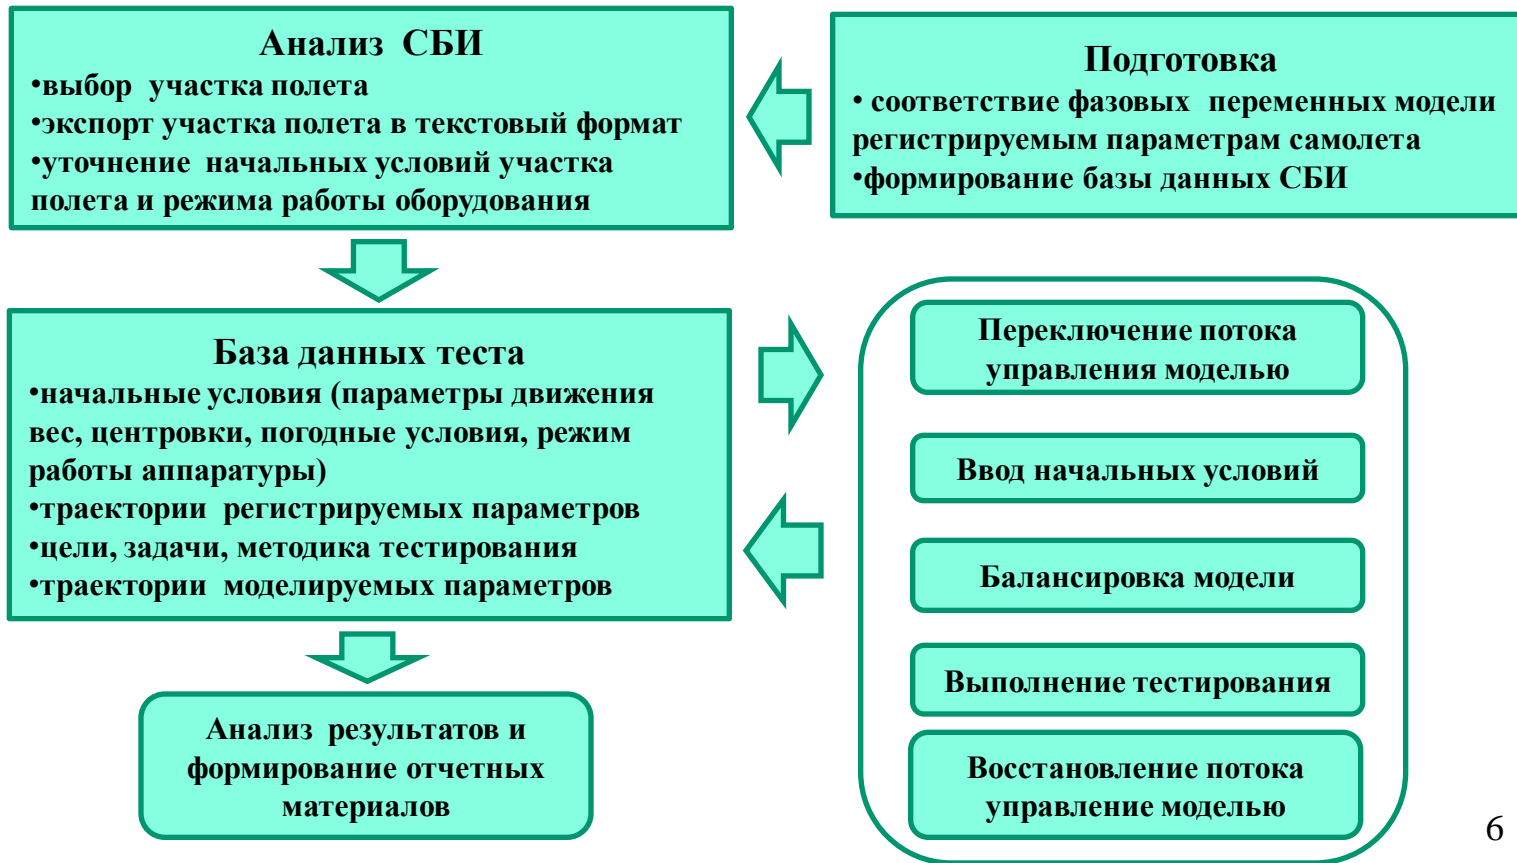 Анализ СБИ
•выбор участка полета
•экспорт участка полета в текстовый формат
•уточнение начальных условий участка
полета и режима работы оборудования
Подготовка
• соответствие фазовых переменных модели
регистрируемым параметрам самолета
•формирование базы данных СБИ
База данных теста
•начальные условия (параметры движения
вес, центровки, погодные условия, режим
работы аппаратуры)
•траектории регистрируемых параметров
•цели, задачи, методика тестирования
•траектории моделируемых параметров
Переключение потока
управления моделью
Ввод начальных условий
Балансировка модели
Выполнение тестирования
Восстановление потока
управление моделью
Анализ результатов и
формирование отчетных
материалов
6